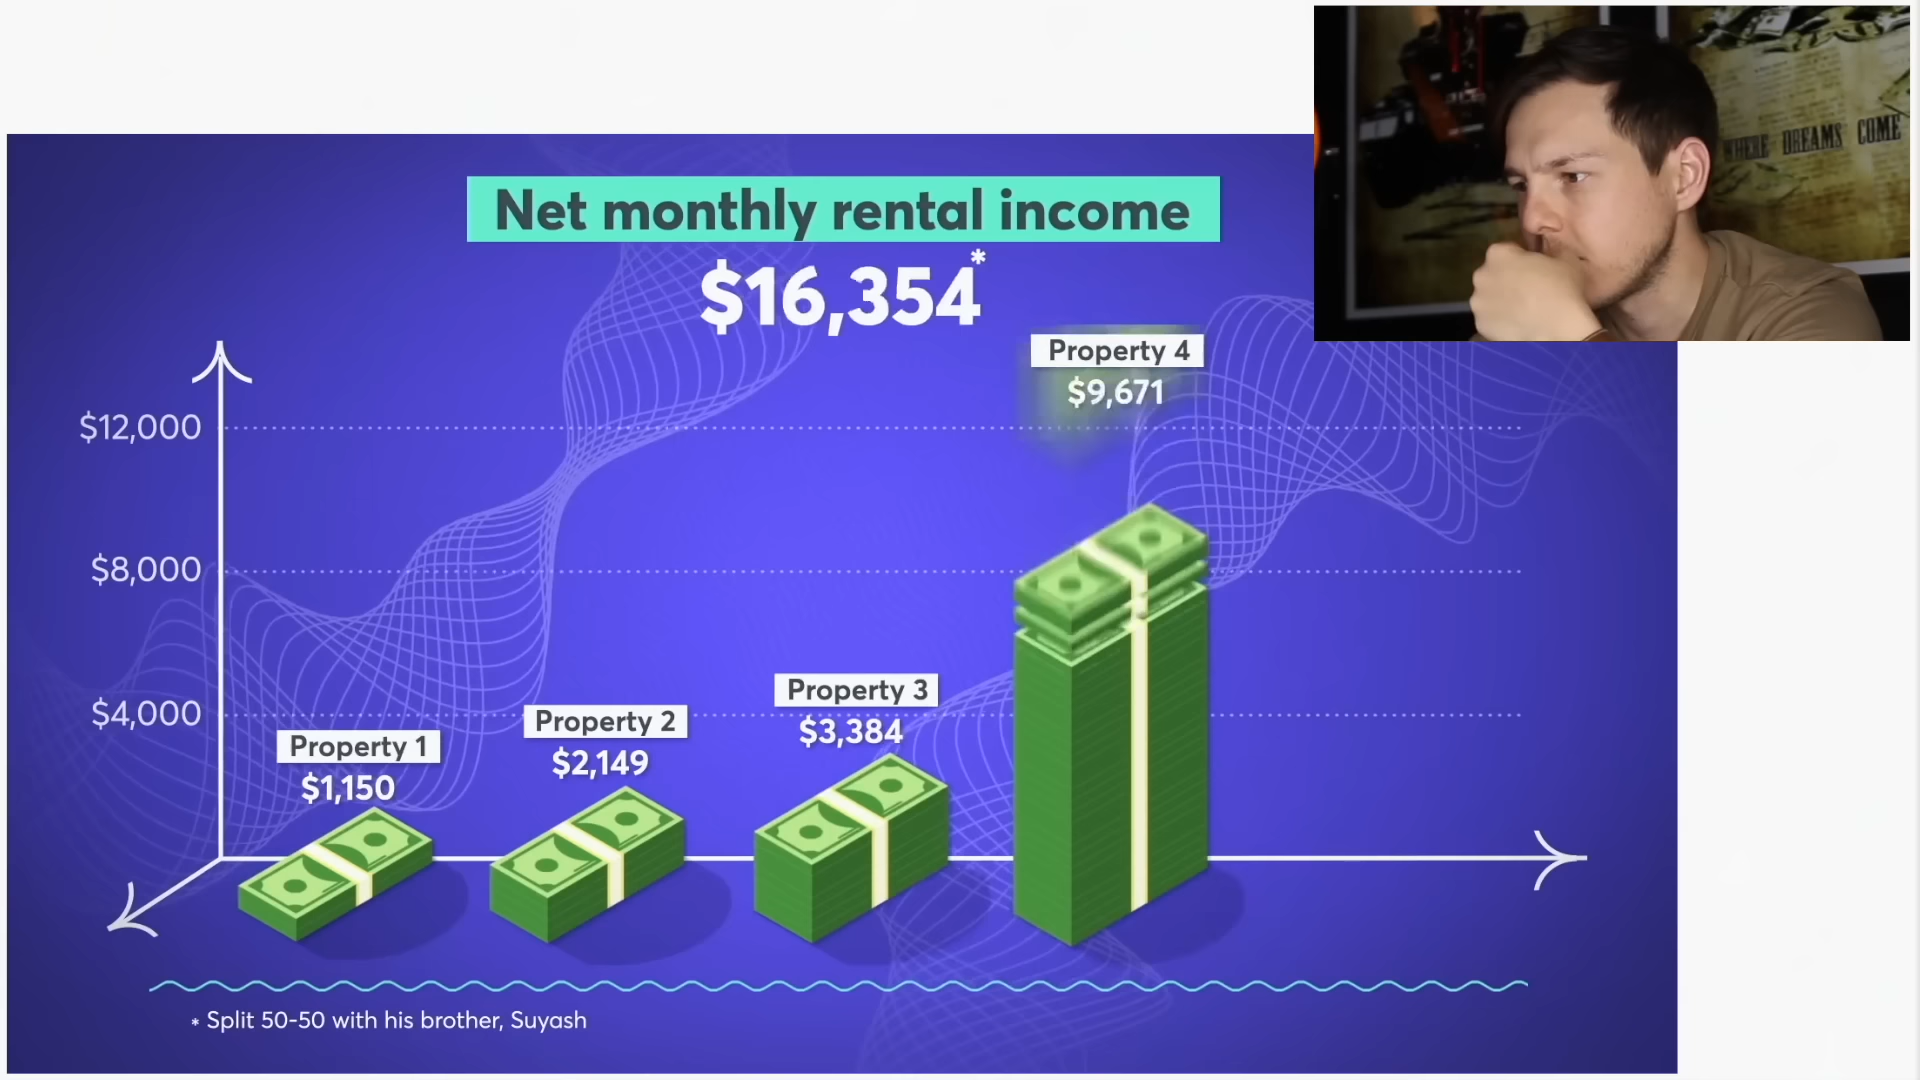 WHERE DREAMS COME
Net monthly rental income
$16,354*
Property 4
$9,671
$12,000
$8,000
$4,000
Property 3
$3,384
Property 2
$2,149
Property 1
$1,150
* Split 50-50 with his brother, Suyash